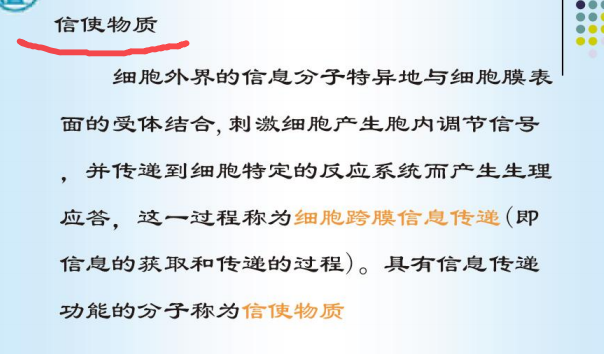 信使物质
细胞外界的信息分子特异地与细胞膜表
面的受体结合,刺激细胞产生胞内调节信号
，并传递到细胞特定的反应系统而产生生理
应答，这一过程称为细胞跨膜信息传递(即
信息的获取和传递的过程)。具有信息传递
功能的分子称为信使物质